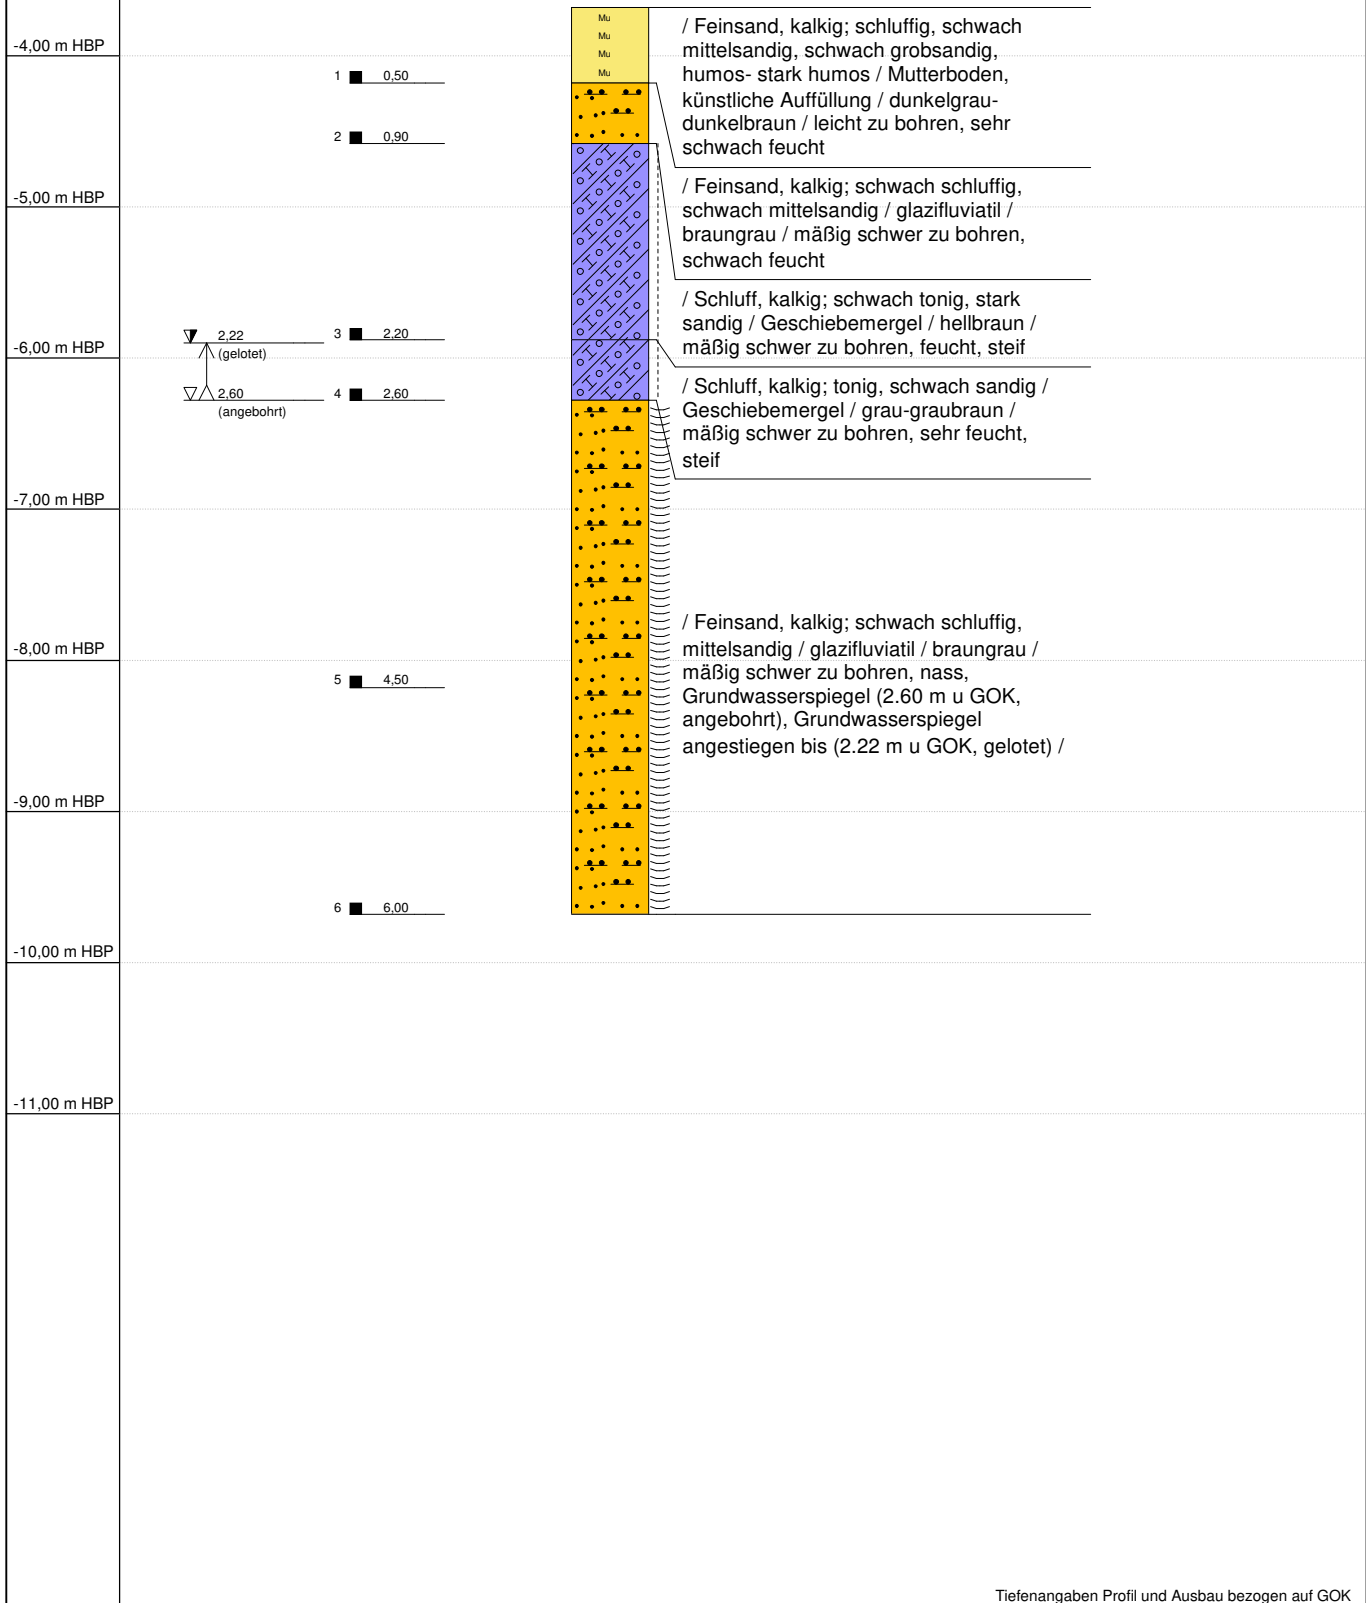 Mu
Mu
Mu
Mu
/ Feinsand, kalkig; schluffig, schwach
mittelsandig, schwach grobsandig,
humos- stark humos / Mutterboden,
künstliche Auffüllung / dunkelgrau-
dunkelbraun / leicht zu bohren, sehr
schwach feucht
-4,00 m HBP
1 0,50
2 0,90
/ Feinsand, kalkig; schwach schluffig,
schwach mittelsandig / glazifluviatil /
braungrau / mäßig schwer zu bohren,
schwach feucht
-5,00 m HBP
/ Schluff, kalkig; schwach tonig, stark
sandig / Geschiebemergel / hellbraun /
mäßig schwer zu bohren, feucht, steif
2,22
(gelotet)
3 2,20
-6,00 m HBP
2,60
(angebohrt)
4 2,60
/ Schluff, kalkig; tonig, schwach sandig /
Geschiebemergel / grau-graubraun /
mäßig schwer zu bohren, sehr feucht,
steif
-7,00 m HBP
/ Feinsand, kalkig; schwach schluffig,
mittelsandig / glazifluviatil / braungrau /
mäßig schwer zu bohren, nass,
Grundwasserspiegel (2.60 m u GOK,
angebohrt), Grundwasserspiegel
angestiegen bis (2.22 m u GOK, gelotet) /
-8,00 m HBP
5 4,50
-9,00 m HBP
6 6,00
-10,00 m HBP
-11,00 m HBP
Tiefenangaben Profil und Ausbau bezogen auf GOK